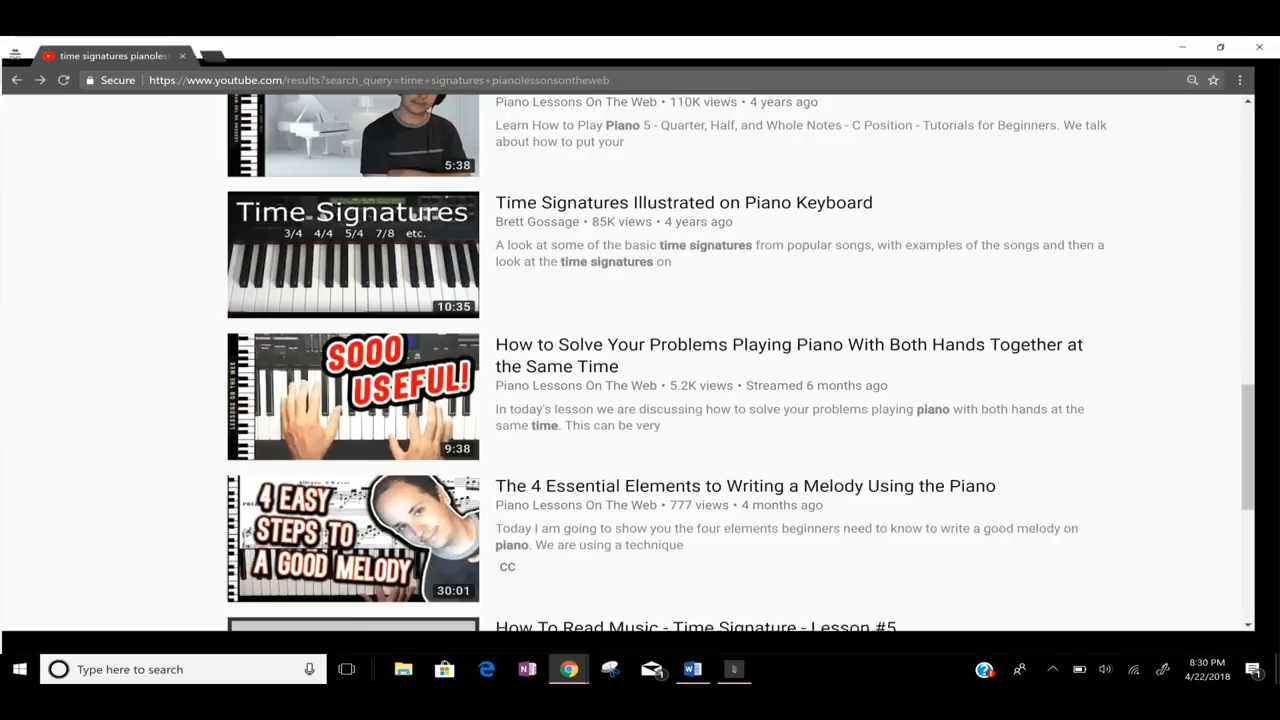 time signatures pianoles
Secure
https://www.youtube.com/results?search_query=time+signatures+pianolessonsontheweb
LESSONS ON THE WEB
5:38
Piano Lessons On The Web • 110K views • 4 years ago
Learn How to Play Piano 5 - Quarter, Half, and Whole Notes - C Position - Tutorials for Beginners. We talk
about how to put your
Time Signatures
3/4 4/4 5/4 7/8 etc.
10:35
Time Signatures Illustrated on Piano Keyboard
Brett Gossage • 85K views • 4 years ago
A look at some of the basic time signatures from popular songs, with examples of the songs and then a
look at the time signatures on
LESSONS ON THE WEB
SOOO
USEFUL!
9:38
How to Solve Your Problems Playing Piano With Both Hands Together at
the Same Time
Piano Lessons On The Web • 5.2K views • Streamed 6 months ago
In today's lesson we are discussing how to solve your problems playing piano with both hands at the
same time. This can be very
4 EASY
STEPS TO
A GOOD MELODY
30:01
The 4 Essential Elements to Writing a Melody Using the Piano
Piano Lessons On The Web • 777 views • 4 months ago
Today I am going to show you the four elements beginners need to know to write a good melody on
piano. We are using a technique
CC
How To Read Music - Time Signature - Lesson #5
Type here to search
8:30 PM
4/22/2018